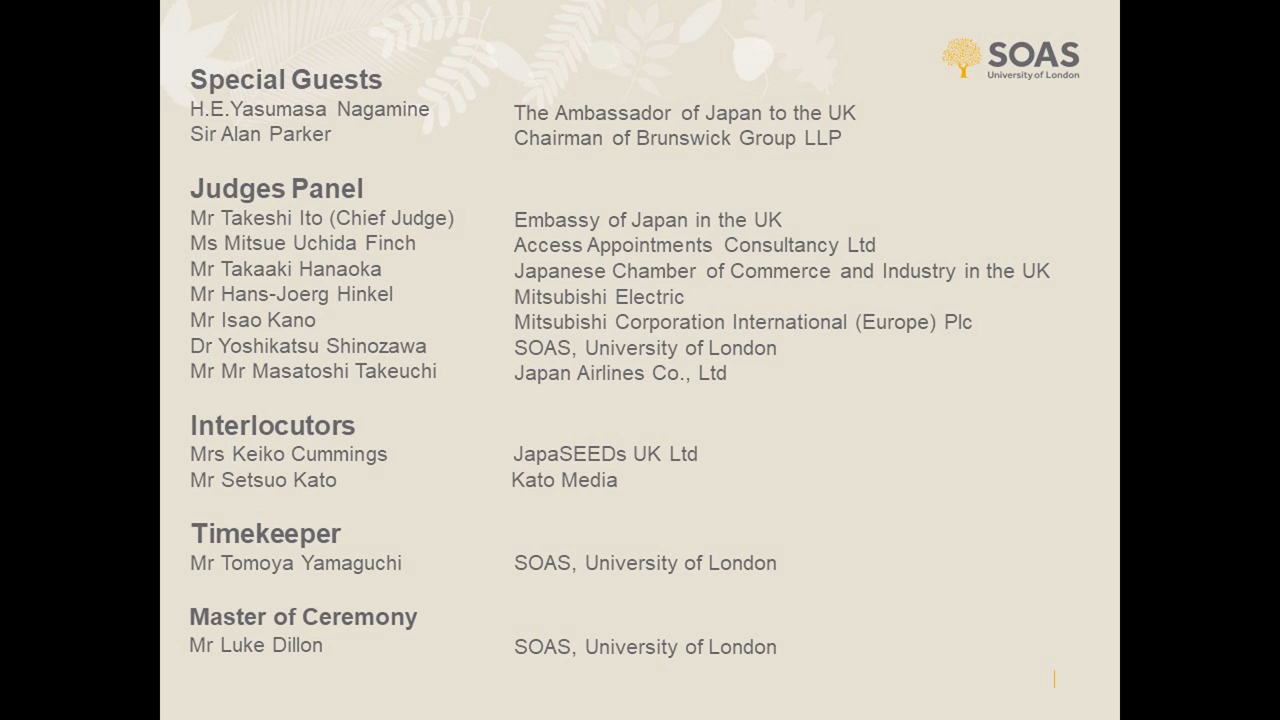 SOAS
University of London
Special Guests
H.E.Yasumasa Nagamine The Ambassador of Japan to the UK
Sir Alan Parker Chairman of Brunswick Group LLP
Judges Panel
Mr Takeshi Ito (Chief Judge) Embassy of Japan in the UK
Ms Mitsue Uchida Finch Access Appointments Consultancy Ltd
Mr Takaaki Hanaoka Japanese Chamber of Commerce and Industry in the UK
Mr Hans-Joerg Hinkel Mitsubishi Electric
Mr Isao Kano Mitsubishi Corporation International (Europe) Plc
Dr Yoshikatsu Shinozawa SOAS, University of London
Mr Mr Masatoshi Takeuchi Japan Airlines Co., Ltd
Interlocutors
Mrs Keiko Cummings JapaSEEDs UK Ltd
Mr Setsuo Kato Kato Media
Timekeeper
Mr Tomoya Yamaguchi SOAS, University of London
Master of Ceremony
Mr Luke Dillon SOAS, University of London